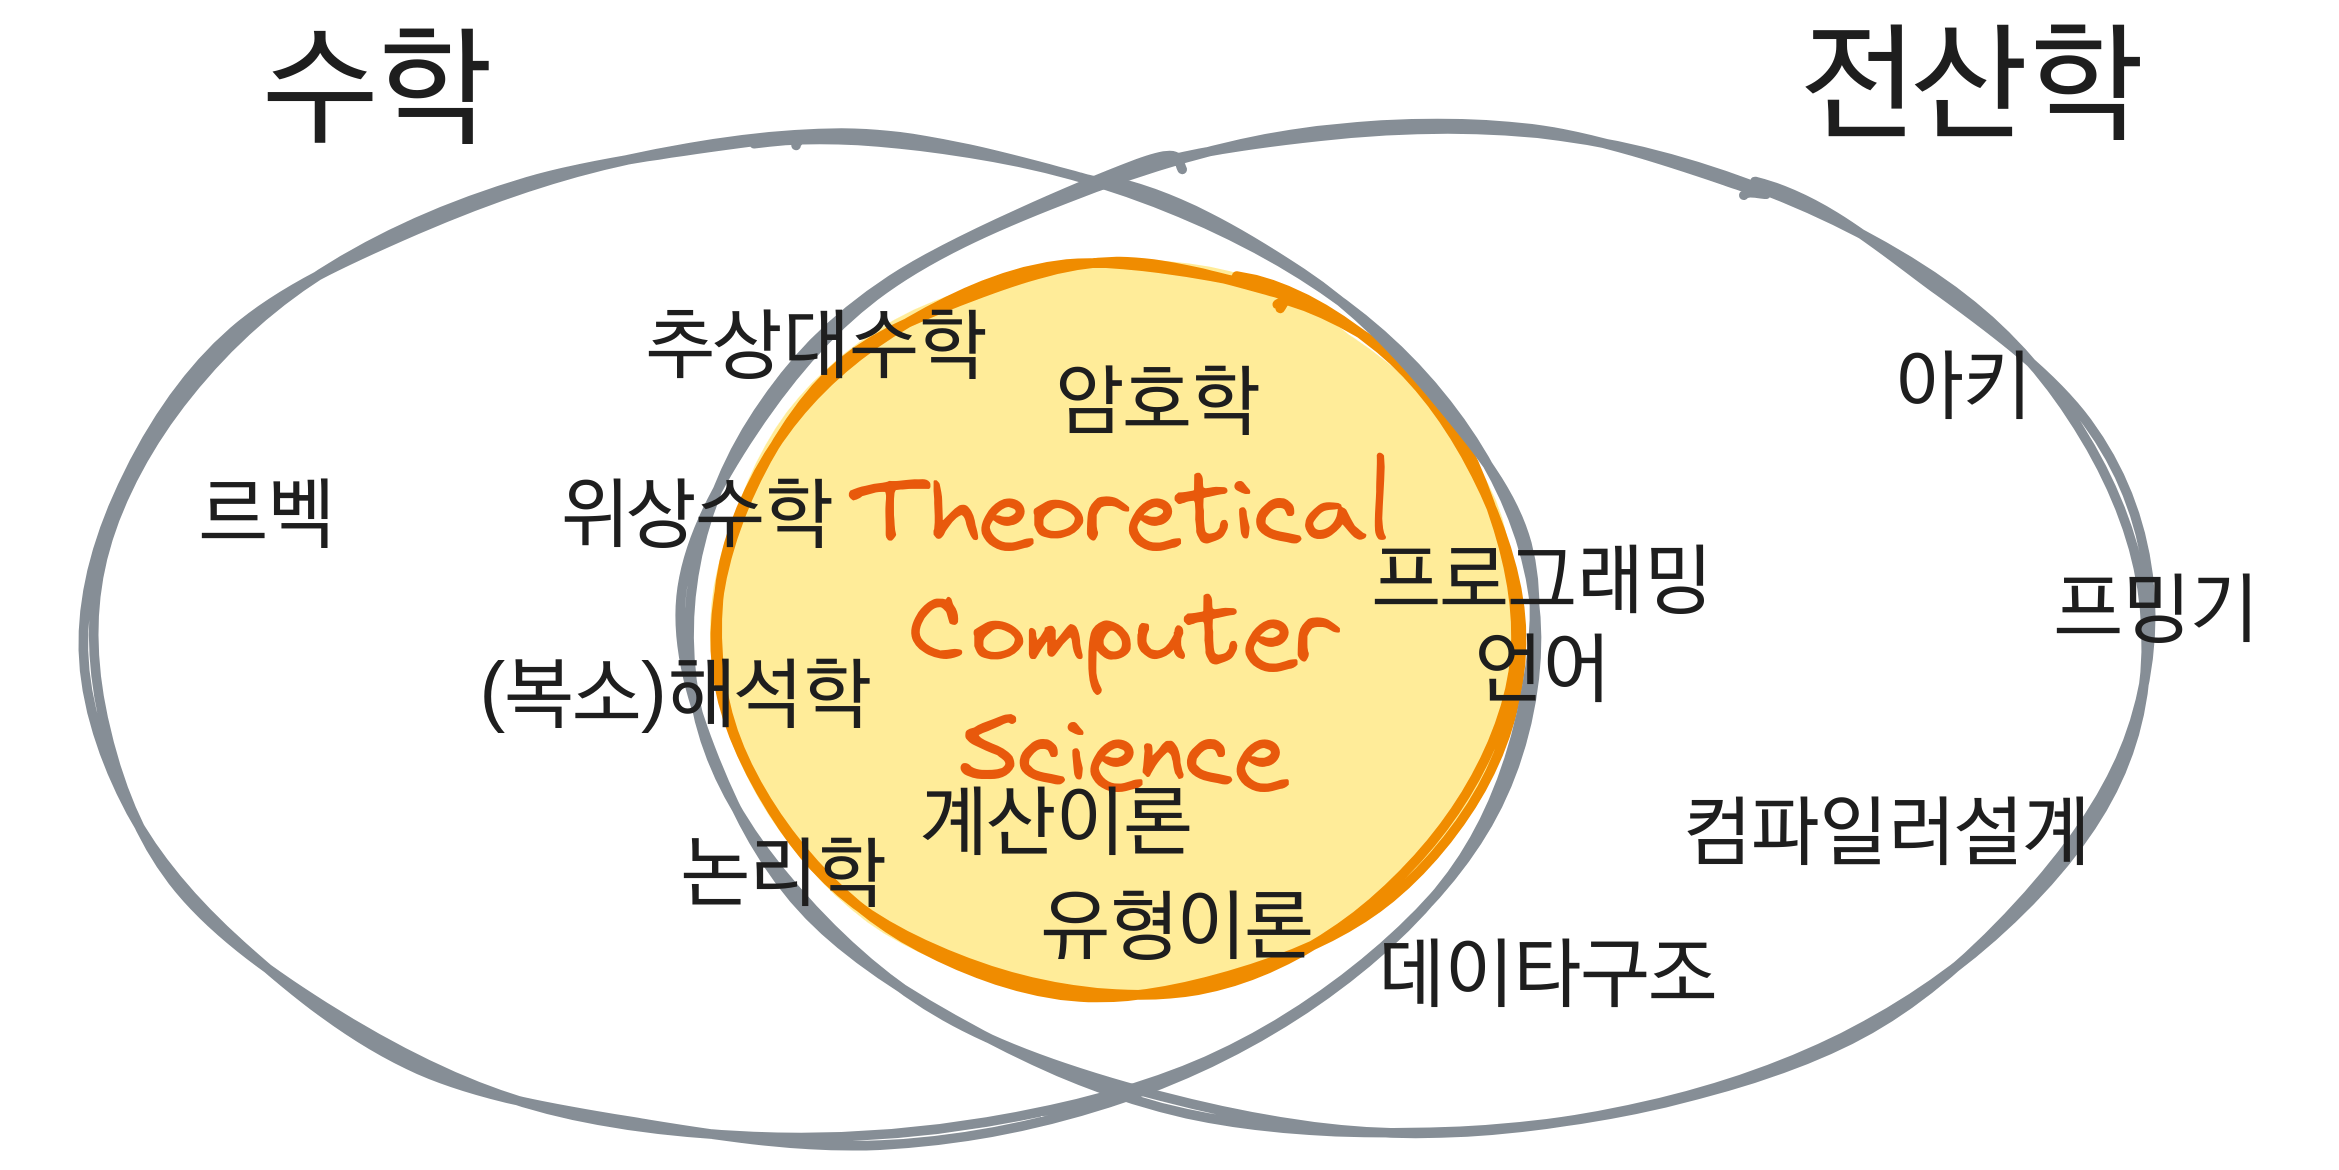 수학
전산학
추상대수학
암호학
아키
르벡
위상수학
Theoretical
프로그래밍
언어
프밍기
Computer
(복소)해석학
Science
계산이론
컴파일러설계
논리학
유형이론
데이타구조